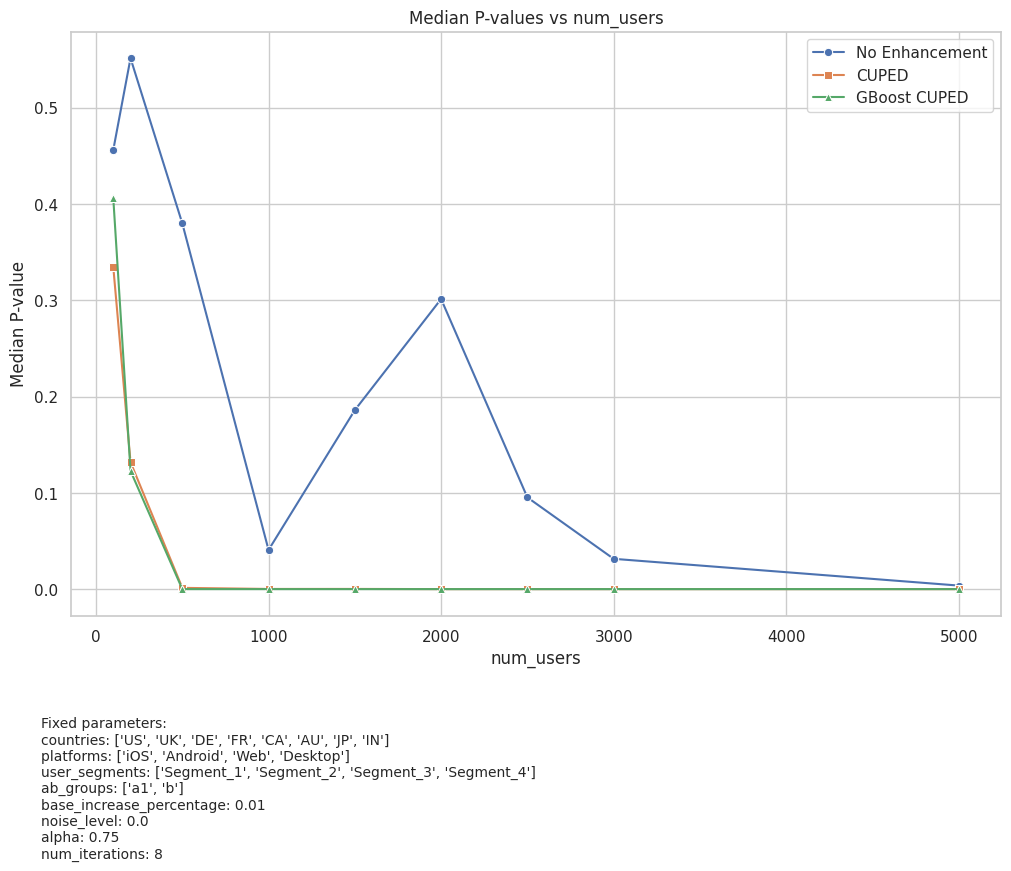 Median P-values vs num_users
No Enhancement
CUPED
GBoost CUPED
Median P-value
0.5
0.4
0.3
0.2
0.1
0.0
0
1000
2000
3000
4000
5000
num_users
Fixed parameters:
countries: ['US', 'UK', 'DE', 'FR', 'CA', 'AU', 'JP', 'IN']
platforms: ['iOS', 'Android', 'Web', 'Desktop']
user_segments: ['Segment_1', 'Segment_2', 'Segment_3', 'Segment_4']
ab_groups: ['a1', 'b']
base_increase_percentage: 0.01
noise_level: 0.0
alpha: 0.75
num_iterations: 8